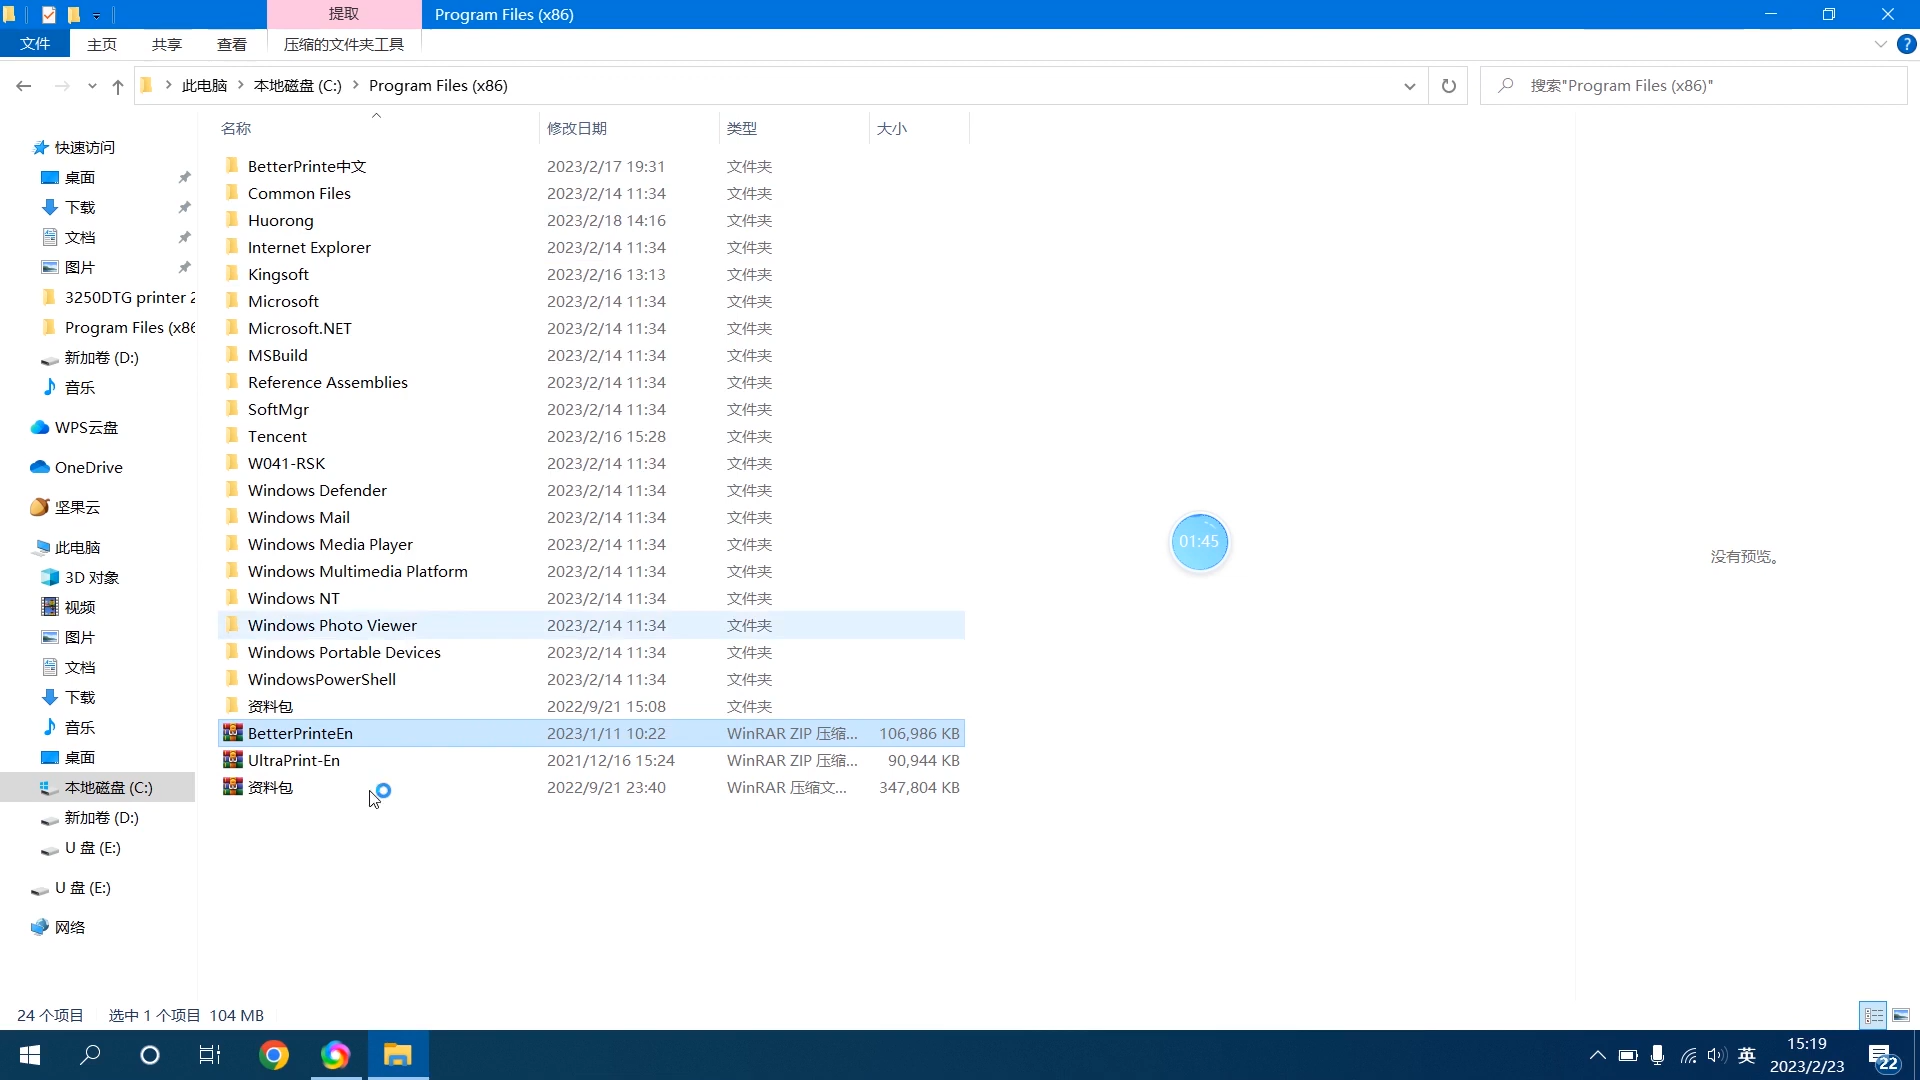 提取
Program Files (x86)
文件
主页
共享
查看
压缩的文件夹工具
此电脑
本地磁盘 (C:)
Program Files (x86)
搜索"Program Files (x86)"
快速访问
桌面
下载
文档
图片
3250DTG printer 2
Program Files (x86
新加卷 (D:)
音乐
WPS云盘
OneDrive
坚果云
此电脑
3D 对象
视频
图片
文档
下载
音乐
桌面
本地磁盘 (C:)
新加卷 (D:)
U 盘 (E:)
U 盘 (E:)
网络
名称 修改日期 类型 大小
BetterPrinte中文 2023/2/17 19:31 文件夹
Common Files 2023/2/14 11:34 文件夹
Huorong 2023/2/18 14:16 文件夹
Internet Explorer 2023/2/14 11:34 文件夹
Kingsoft 2023/2/16 13:13 文件夹
Microsoft 2023/2/14 11:34 文件夹
Microsoft.NET 2023/2/14 11:34 文件夹
MSBuild 2023/2/14 11:34 文件夹
Reference Assemblies 2023/2/14 11:34 文件夹
SoftMgr 2023/2/14 11:34 文件夹
Tencent 2023/2/16 15:28 文件夹
W041-RSK 2023/2/14 11:34 文件夹
Windows Defender 2023/2/14 11:34 文件夹
Windows Mail 2023/2/14 11:34 文件夹
Windows Media Player 2023/2/14 11:34 文件夹
Windows Multimedia Platform 2023/2/14 11:34 文件夹
Windows NT 2023/2/14 11:34 文件夹
Windows Photo Viewer 2023/2/14 11:34 文件夹
Windows Portable Devices 2023/2/14 11:34 文件夹
WindowsPowerShell 2023/2/14 11:34 文件夹
资料包 2022/9/21 15:08 文件夹
BetterPrinteEn 2023/1/11 10:22 WinRAR ZIP 压缩... 106,986 KB
UltraPrint-En 2021/12/16 15:24 WinRAR ZIP 压缩... 90,944 KB
资料包 2022/9/21 23:40 WinRAR 压缩文... 347,804 KB
01:45
没有预览。
24 个项目 选中 1 个项目 104 MB
英
15:19
2023/2/23
22